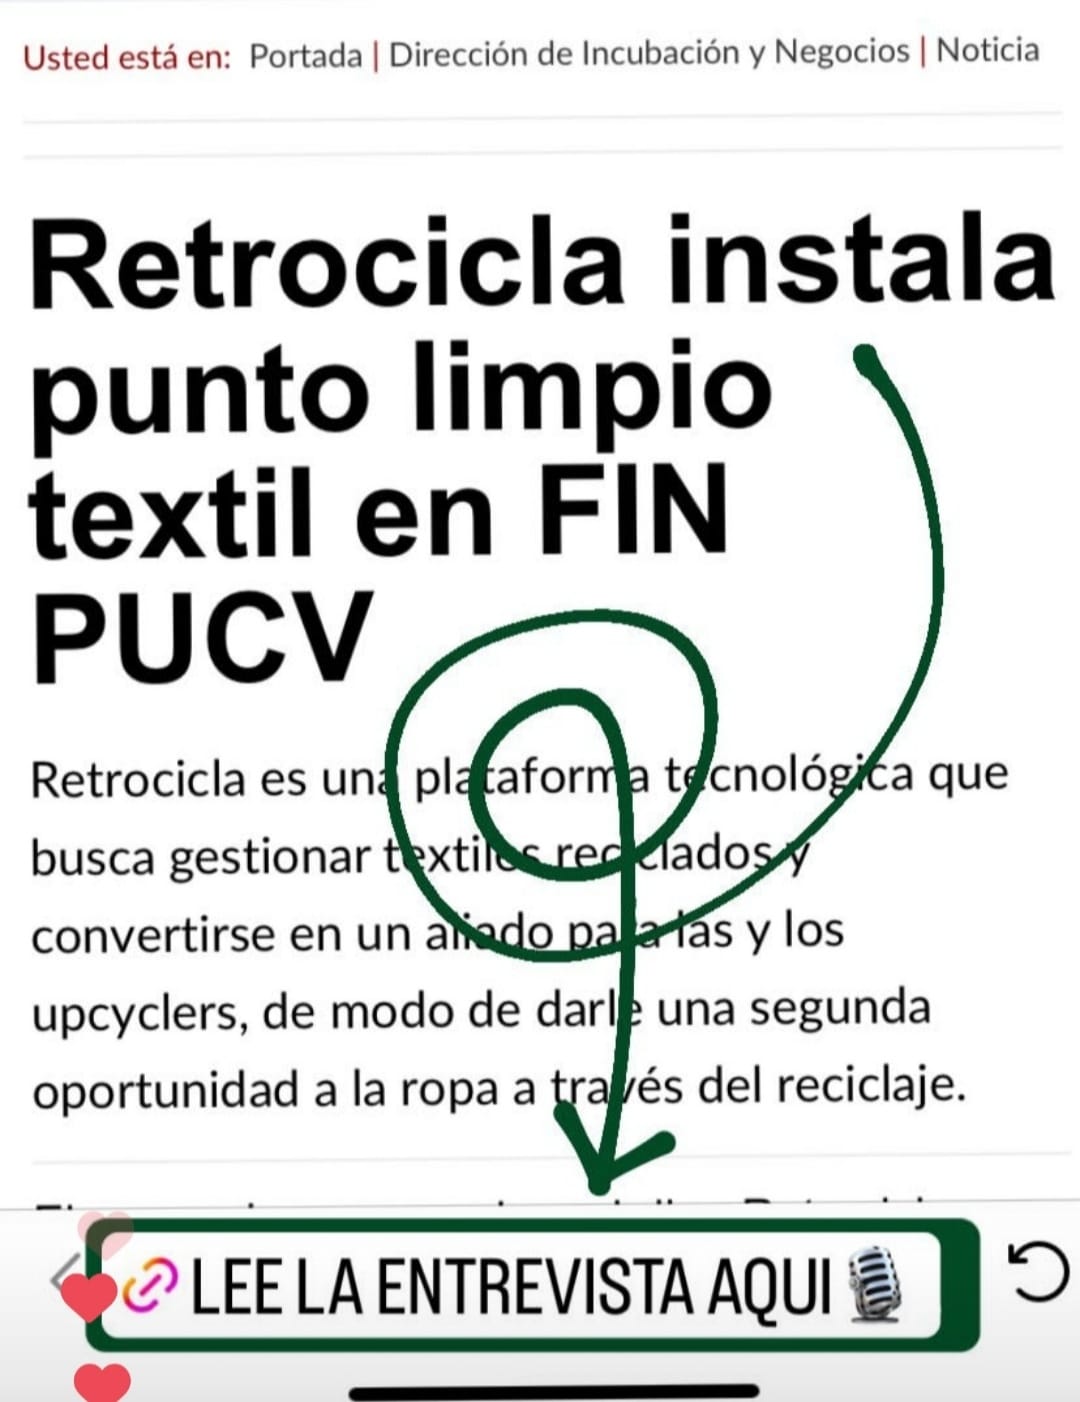 Usted está en: Portada | Dirección de Incubación y Negocios | Noticia
Retrocicla instala
punto limpio
textil en FIN
PUCV
Retrocicla es una plataforma tecnológica que
busca gestionar textiles reciclados y
convertirse en un aliado para las y los
upcyclers, de modo de darle una segunda
oportunidad a la ropa a través del reciclaje.
LEE LA ENTREVISTA AQUI